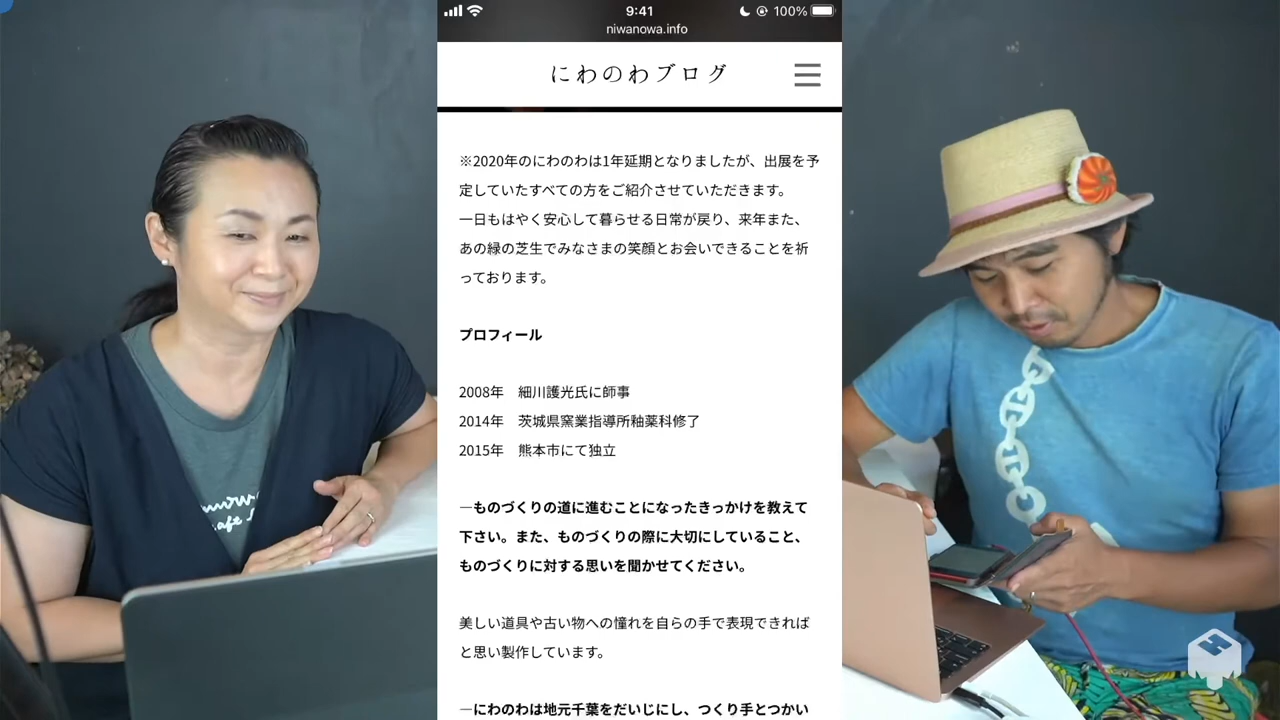 9:41
100%
niwanowa.info
にわのわブログ
※2020年のにわのわは1年延期となりましたが、出展を予
定していたすべての方をご紹介させていただきます。
一日もはやく安心して暮らせる日常が戻り、来年また、
あの緑の芝生でみなさまの笑顔とお会いできることを祈
っております。
プロフィール
2008年　細川護光氏に師事
2014年　茨城県窯業指導所釉薬科修了
2015年　熊本市にて独立
―ものづくりの道に進むことになったきっかけを教えて
下さい。また、ものづくりの際に大切にしていること、
ものづくりに対する思いを聞かせてください。
美しい道具や古い物への憧れを自らの手で表現できれば
と思い製作しています。
―にわのわは地元千葉をだいじにし、つくり手とつかい